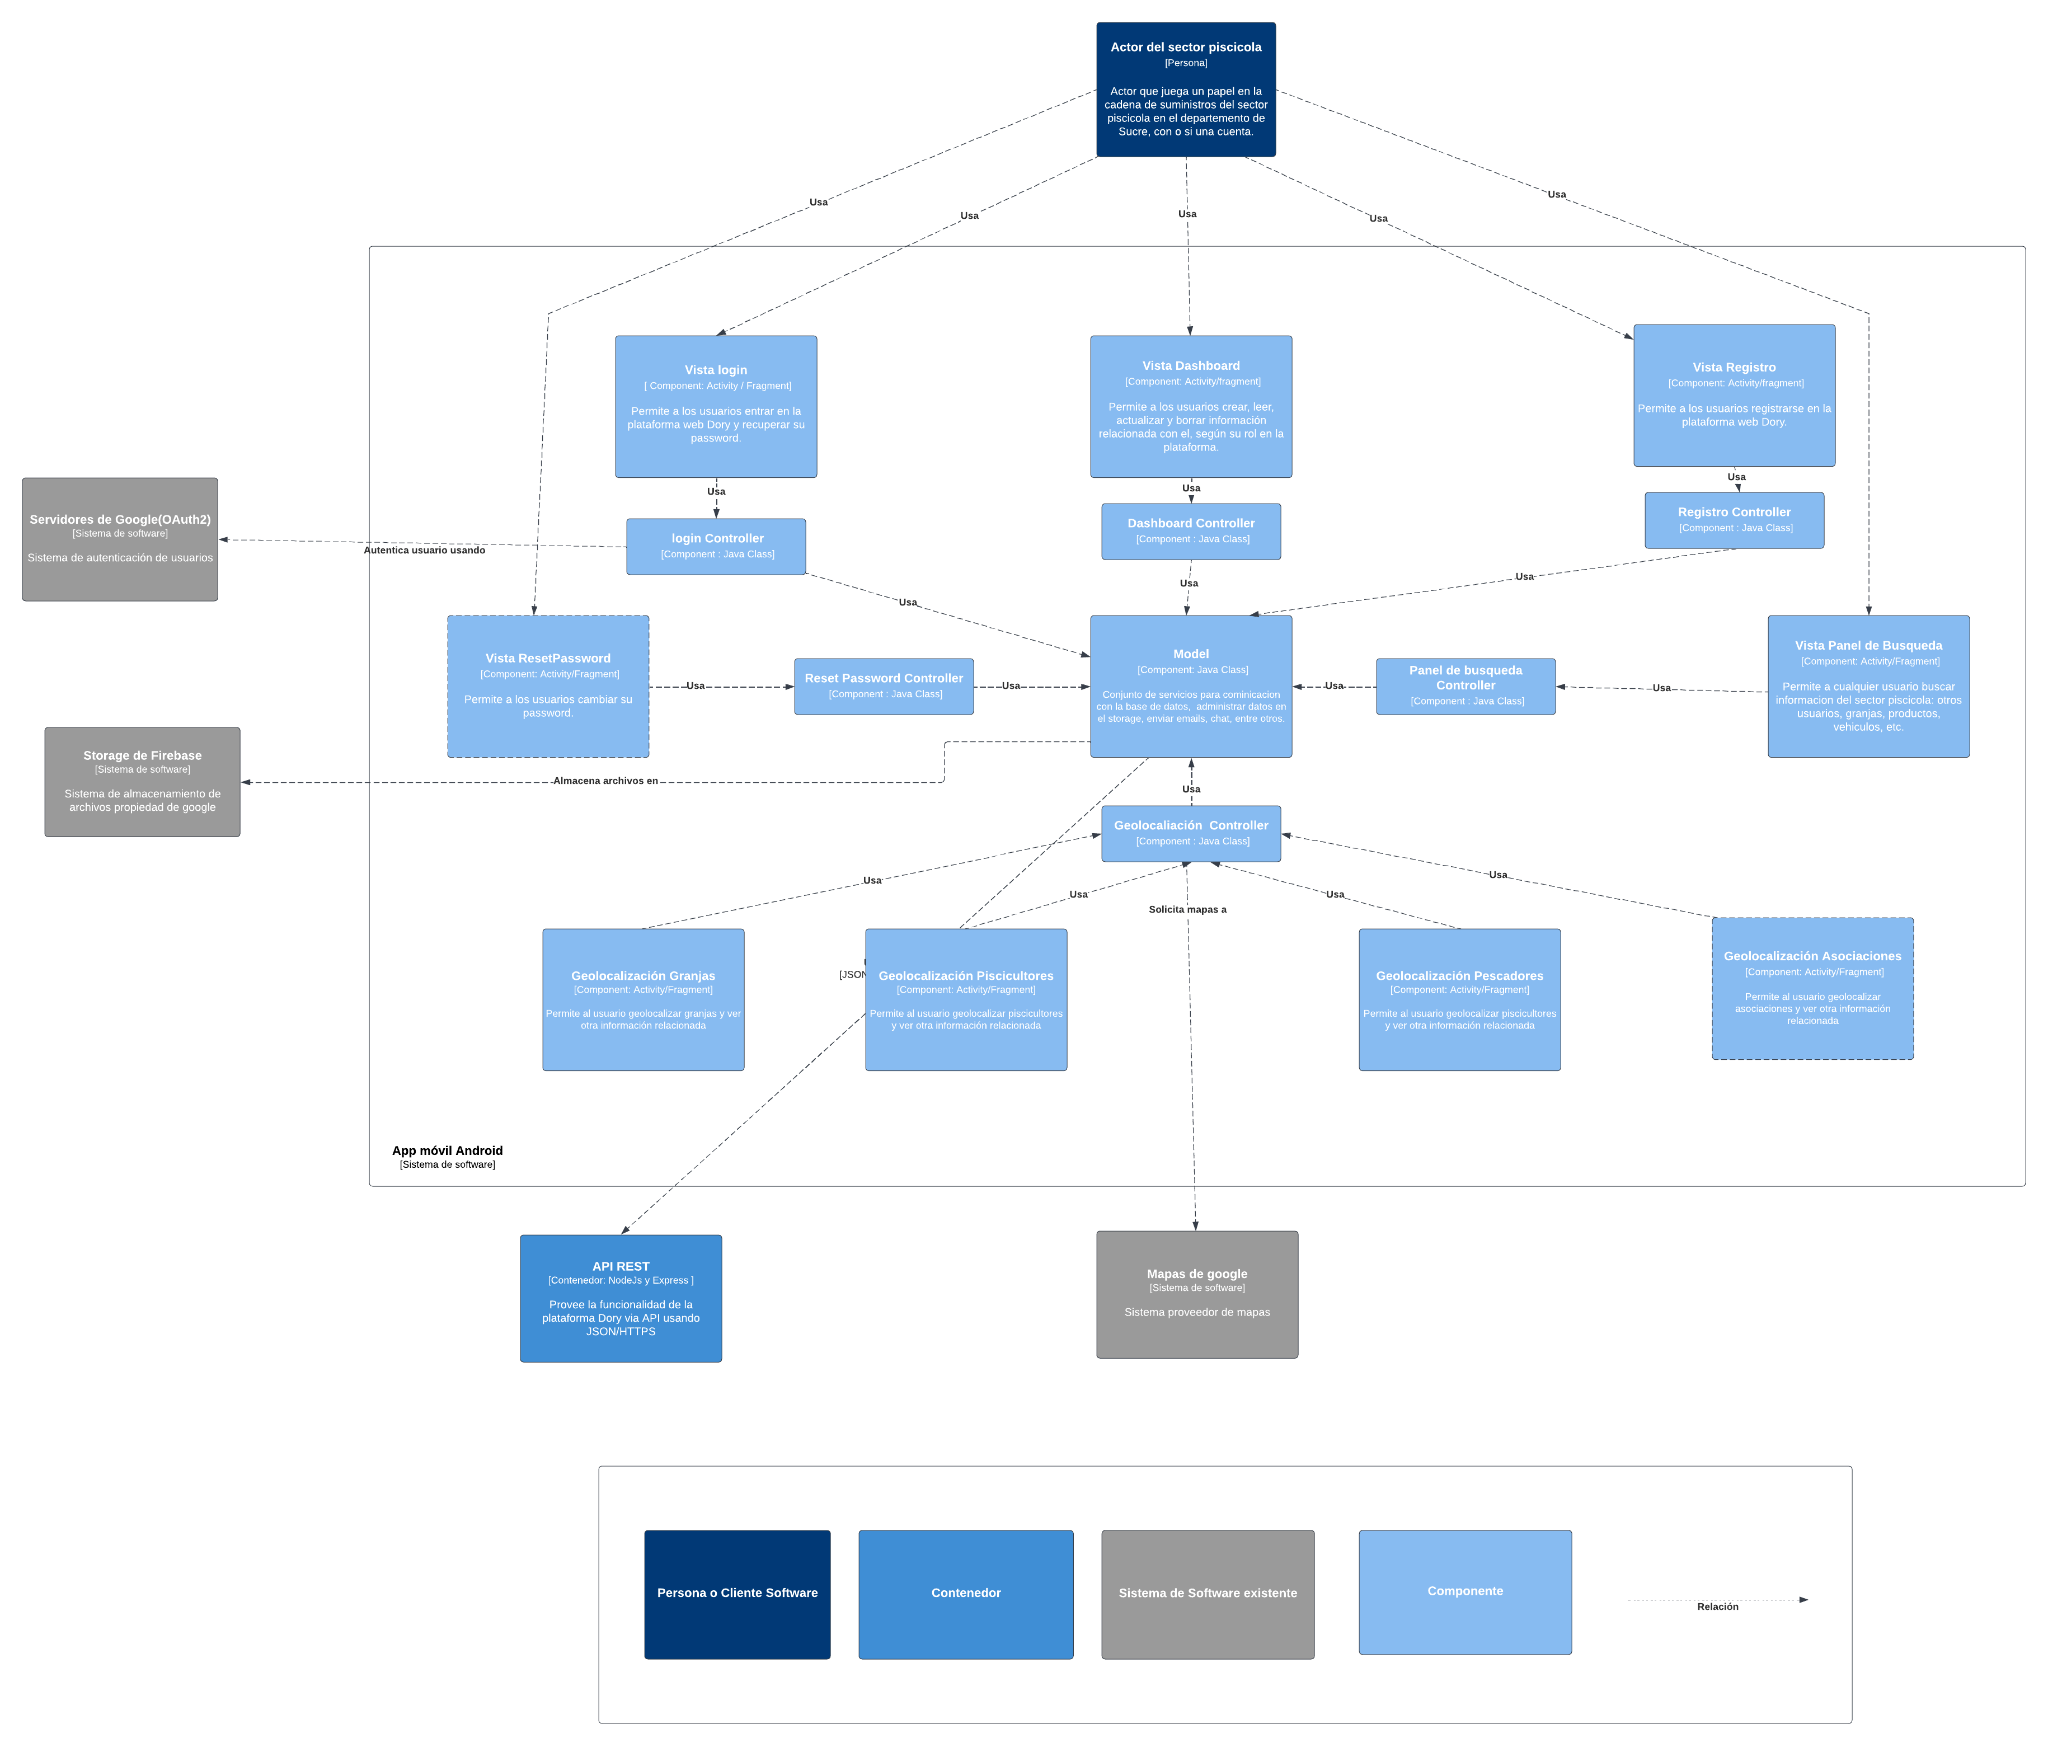 Actor del sector piscicola
[Persona]
Actor que juega un papel en la
cadena de suministros del sector
piscicola en el departemento de
Sucre, con o si una cuenta.
Usa
Usa
Usa
Usa
Usa
Vista login
[ Component: Activity / Fragment]
Permite a los usuarios entrar en la
plataforma web Dory y recuperar su
password.
Vista Dashboard
[Component: Activity/fragment]
Permite a los usuarios crear, leer,
actualizar y borrar información
relacionada con el, según su rol en la
plataforma.
Vista Registro
[Component: Activity/fragment]
Permite a los usuarios registrarse en la
plataforma web Dory.
Usa
Usa
Usa
Servidores de Google(OAuth2)
[Sistema de software]
Sistema de autenticación de usuarios
Autentica usuario usando
login Controller
[Component : Java Class]
Dashboard Controller
[Component : Java Class]
Registro Controller
[Component : Java Class]
Usa
Usa
Usa
Vista ResetPassword
[Component: Activity/Fragment]
Permite a los usuarios cambiar su
password.
Usa
Reset Password Controller
[Component : Java Class]
Usa
Model
[Component: Java Class]
Conjunto de servicios para cominicacion
con la base de datos,  administrar datos en
el storage, enviar emails, chat, entre otros.
Usa
Panel de busqueda
Controller
[Component : Java Class]
Usa
Vista Panel de Busqueda
[Component: Activity/Fragment]
Permite a cualquier usuario buscar
informacion del sector piscicola: otros
usuarios, granjas, productos,
vehiculos, etc.
Storage de Firebase
[Sistema de software]
Sistema de almacenamiento de
archivos propiedad de google
Almacena archivos en
Usa
Geolocaliación  Controller
[Component : Java Class]
Usa
Usa
Usa
Usa
Solicita mapas a
[JSON
Geolocalización Granjas
[Component: Activity/Fragment]
Permite al usuario geolocalizar granjas y ver
otra información relacionada
Geolocalización Piscicultores
[Component: Activity/Fragment]
Permite al usuario geolocalizar piscicultores
y ver otra información relacionada
Geolocalización Pescadores
[Component: Activity/Fragment]
Permite al usuario geolocalizar piscicultores
y ver otra información relacionada
Geolocalización Asociaciones
[Component: Activity/Fragment]
Permite al usuario geolocalizar
asociaciones y ver otra información
relacionada
App móvil Android
[Sistema de software]
API REST
[Contenedor: NodeJs y Express ]
Provee la funcionalidad de la
plataforma Dory via API usando
JSON/HTTPS
Mapas de google
[Sistema de software]
Sistema proveedor de mapas
Persona o Cliente Software
Contenedor
Sistema de Software existente
Componente
Relación